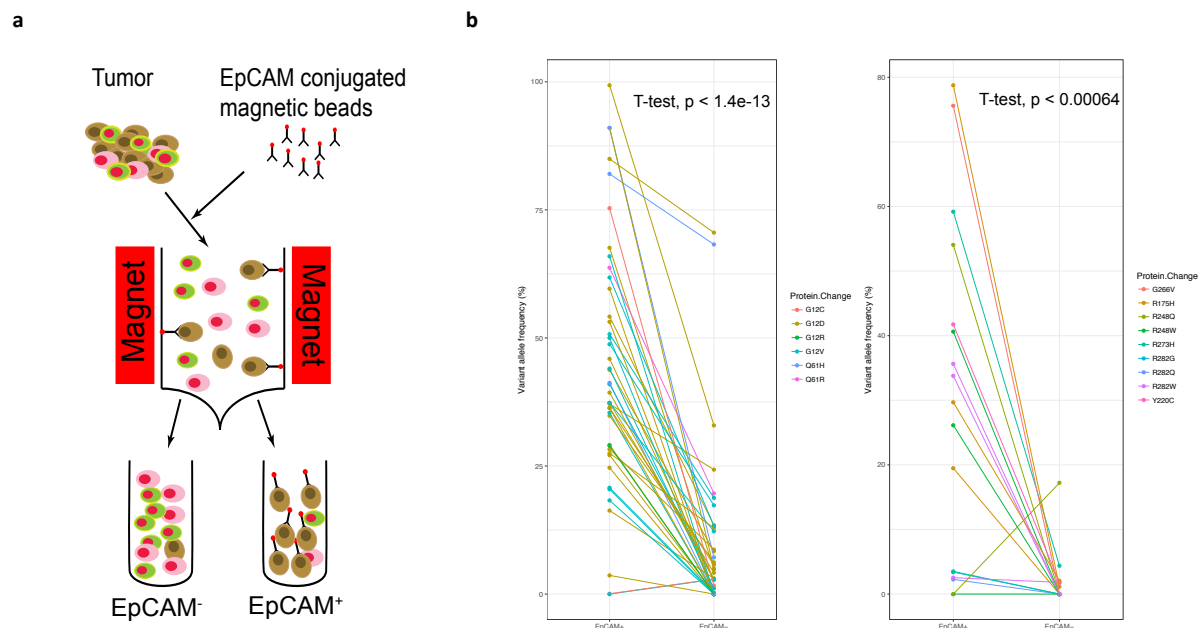 a
Tumor
EpCAM conjugated
magnetic beads
Magnet
Magnet
EpCAM-
EpCAM+
b
T-test, p < 1.4e-13
Variant allele frequency (%)
100
75
50
25
0
EpCAM+
EpCAM−
Protein.Change
G12C
G12D
G12R
G12V
Q61H
Q61R
T-test, p < 0.00064
Variant allele frequency (%)
80
60
40
20
0
EpCAM+
EpCAM−
Protein.Change
G266V
R175H
R248Q
R248W
R273H
R282G
R282Q
R282W
Y220C